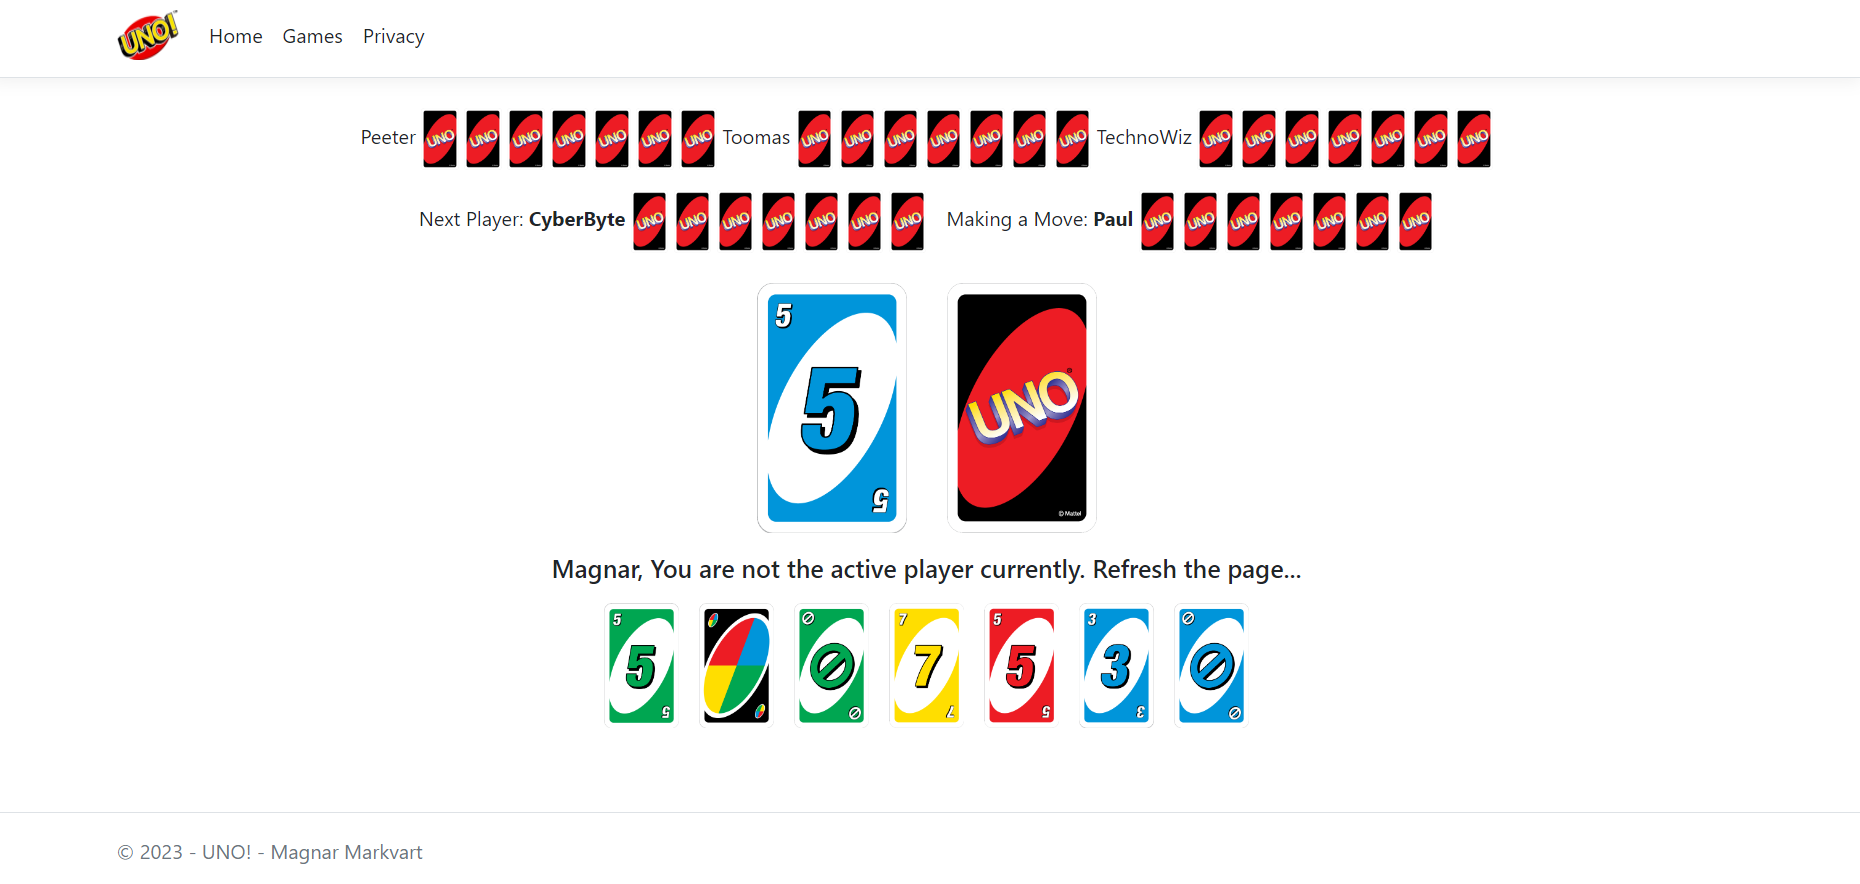 UNO!
Home Games Privacy
Peeter UNO UNO UNO UNO UNO UNO UNO Toomas UNO UNO UNO UNO UNO UNO UNO TechnoWiz UNO UNO UNO UNO UNO UNO UNO
Next Player: CyberByte UNO UNO UNO UNO UNO UNO UNO Making a Move: Paul UNO UNO UNO UNO UNO UNO UNO
5
5
5
UNO
®
© Mattel
Magnar, You are not the active player currently. Refresh the page...
5 7 5 3
5 7 5 3
5 7 5 3
© 2023 - UNO! - Magnar Markvart